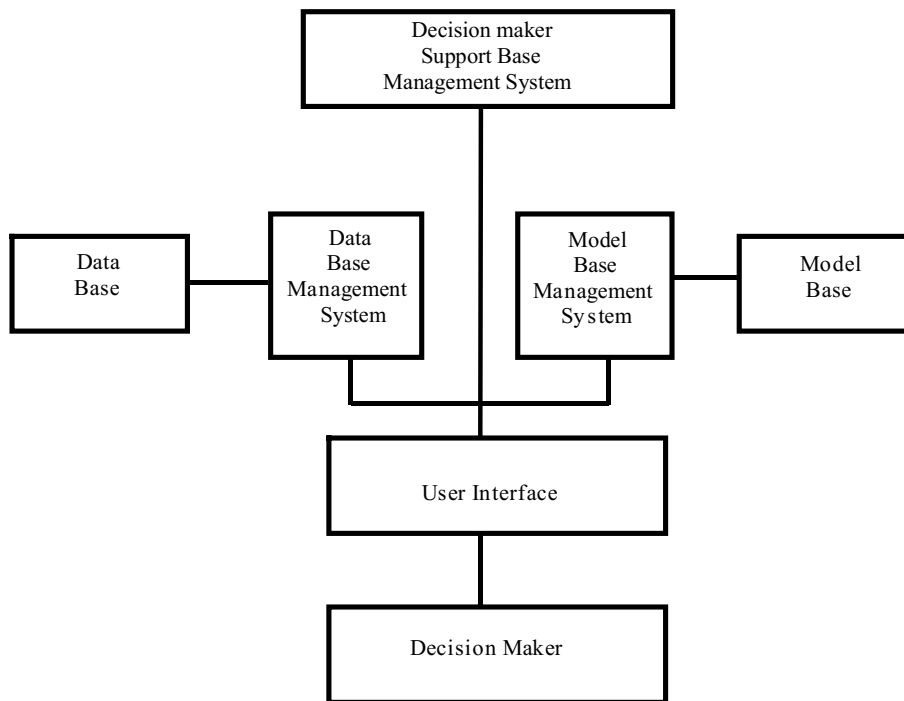 Decision maker
Support Base
Management System
Data
Base
Data
Base
Management
System
Model
Base
Management
System
Model
Base
User Interface
Decision Maker